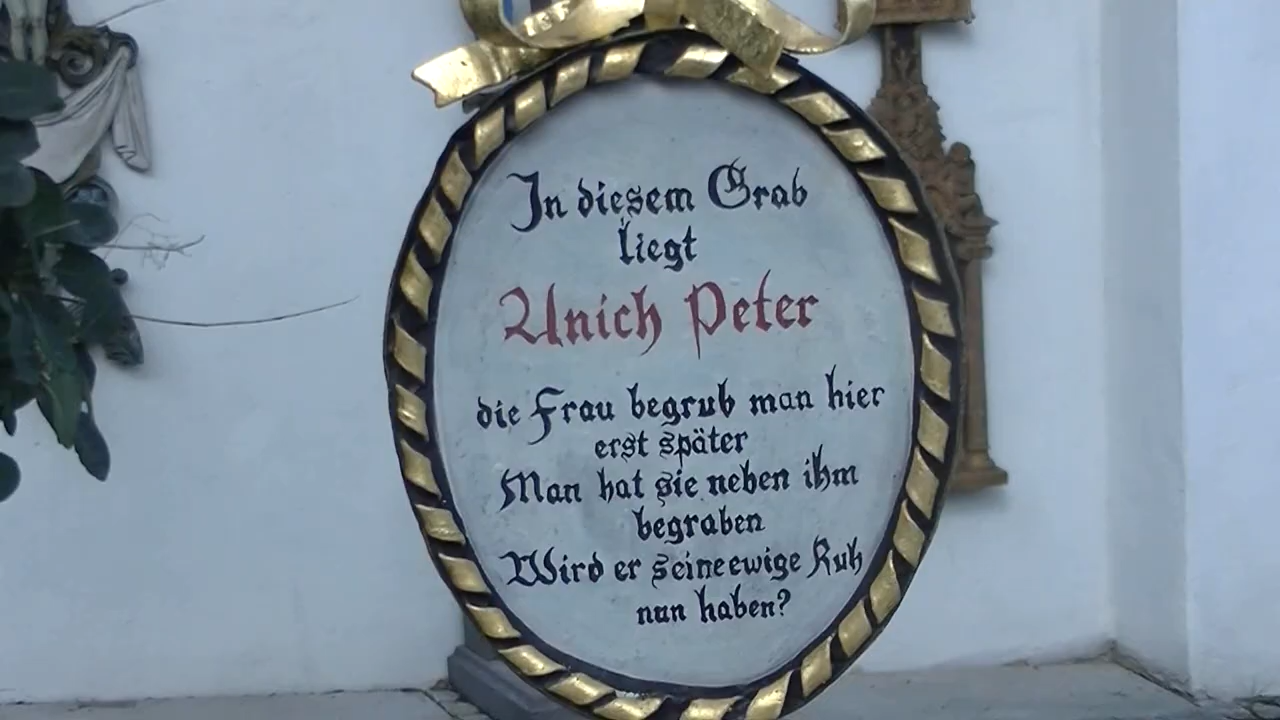 In diesem Grab
liegt
Unich Peter
die Frau begrub man hier
erst später
Man hat sie neben ihm
begraben
Wird er seine ewige Ruh
nun haben?